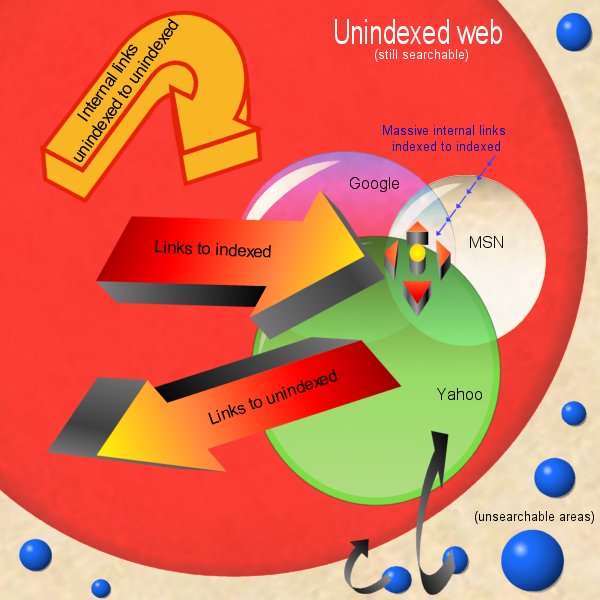 Unindexed web
(still searchable)
Internal links
unindexed to unindexed
Massive internal links
indexed to indexed
Google
MSN
Links to indexed
Links to unindexed
Yahoo
(unsearchable areas)